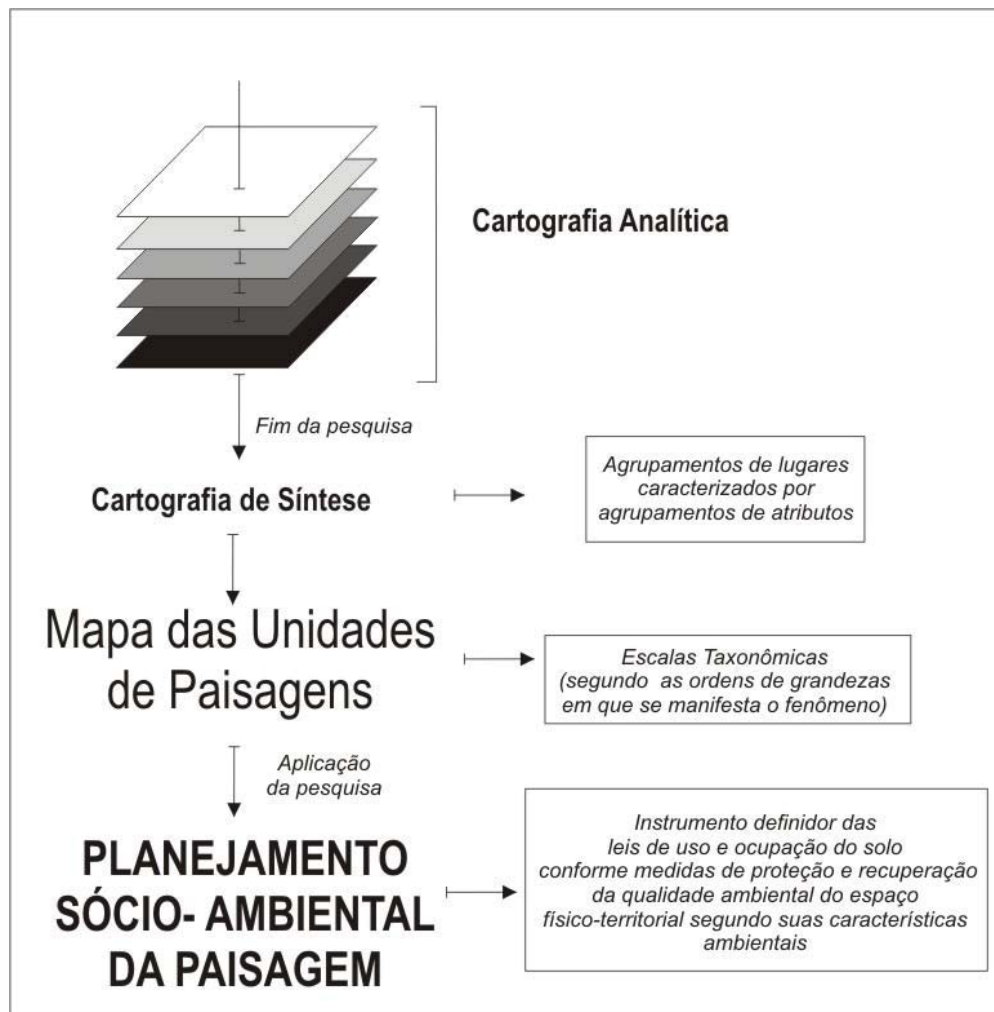 Cartografia Analítica
Fim da pesquisa
Cartografia de Síntese
Agrupamentos de lugares
caracterizados por
agrupamentos de atributos
Mapa das Unidades
de Paisagens
Escalas Taxonômicas
(segundo as ordens de grandezas
em que se manifesta o fenômeno)
Aplicação
da pesquisa
PLANEJAMENTO
SÓCIO- AMBIENTAL
DA PAISAGEM
Instrumento definidor das
leis de uso e ocupação do solo
conforme medidas de proteção e recuperação
da qualidade ambiental do espaço
físico-territorial segundo suas características
ambientais